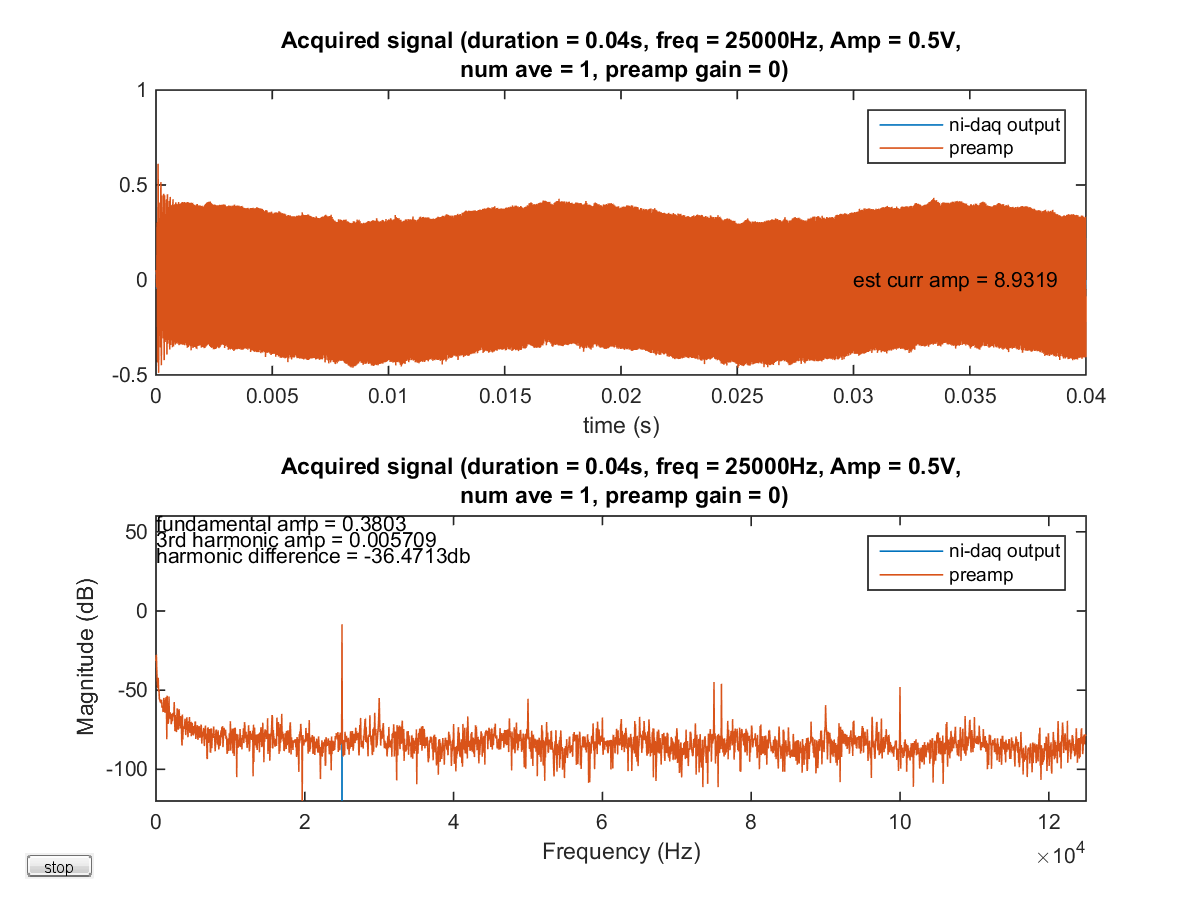 Acquired signal (duration = 0.04s, freq = 25000Hz, Amp = 0.5V,
num ave = 1, preamp gain = 0)
1
0.5
0
-0.5
ni-daq output
preamp
est curr amp = 8.9319
0 0.005 0.01 0.015 0.02 0.025 0.03 0.035 0.04
time (s)
Acquired signal (duration = 0.04s, freq = 25000Hz, Amp = 0.5V,
num ave = 1, preamp gain = 0)
fundamental amp = 0.3803
3rd harmonic amp = 0.005709
harmonic difference = -36.4713db
ni-daq output
preamp
Magnitude (dB)
50
0
-50
-100
0 2 4 6 8 10 12
×10^4
Frequency (Hz)
stop